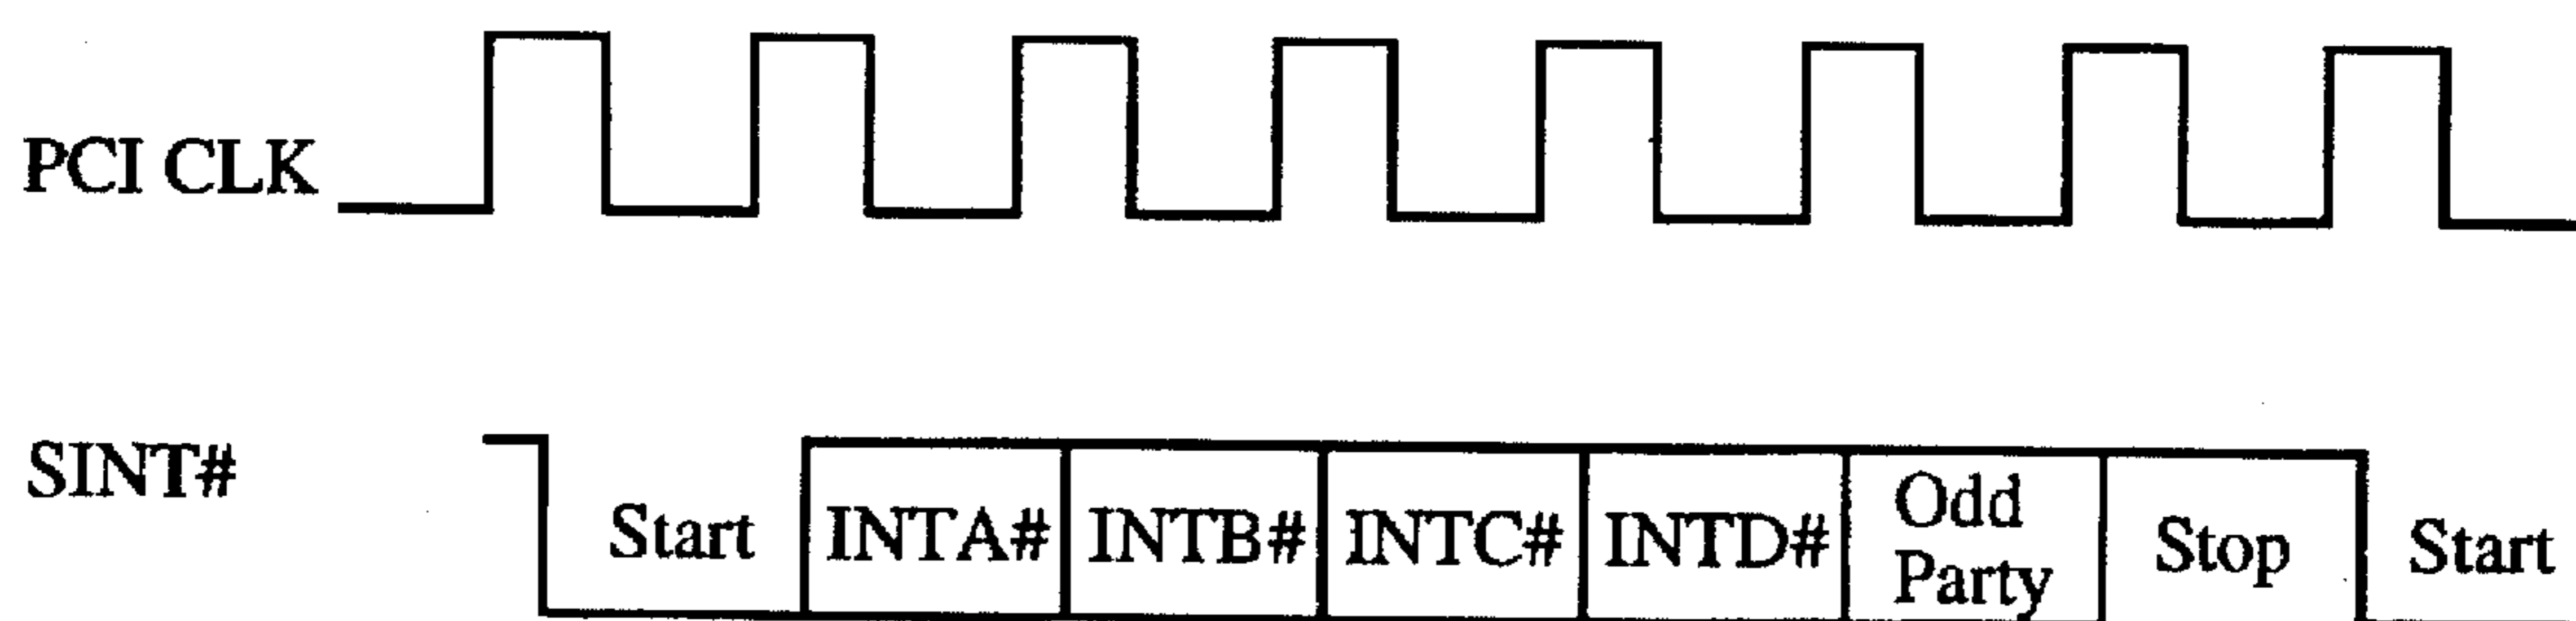 PCI CLK
SINT#
Start INTA# INTB# INTC# INTD# Odd Party Stop Start